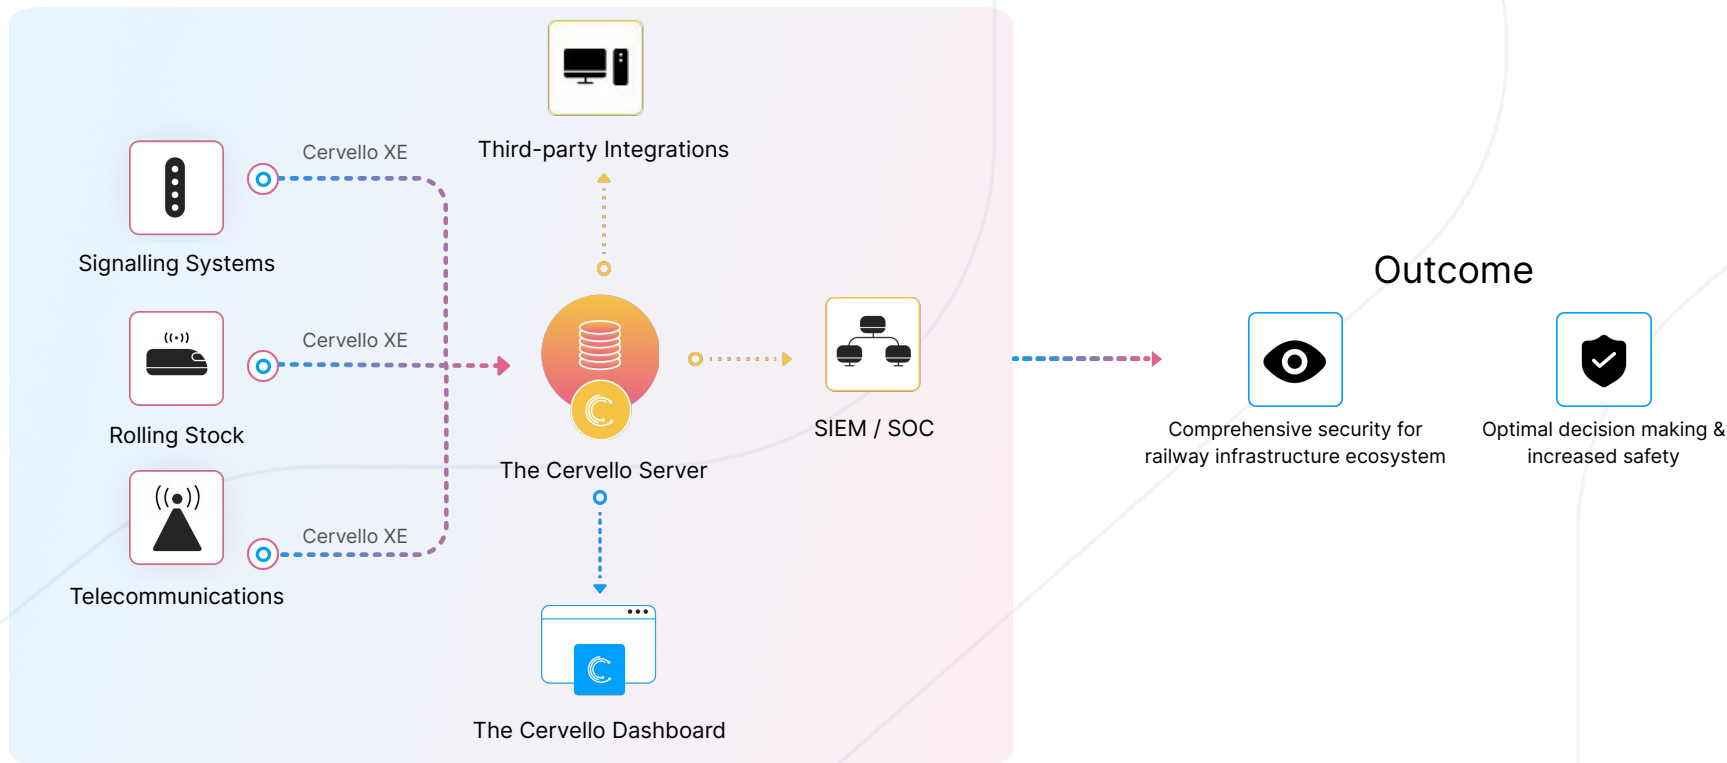 Third-party Integrations
Cervello XE
Signalling Systems
Cervello XE
Rolling Stock
Cervello XE
Telecommunications
The Cervello Server
SIEM / SOC
The Cervello Dashboard
Outcome
Comprehensive security for
railway infrastructure ecosystem
Optimal decision making &
increased safety